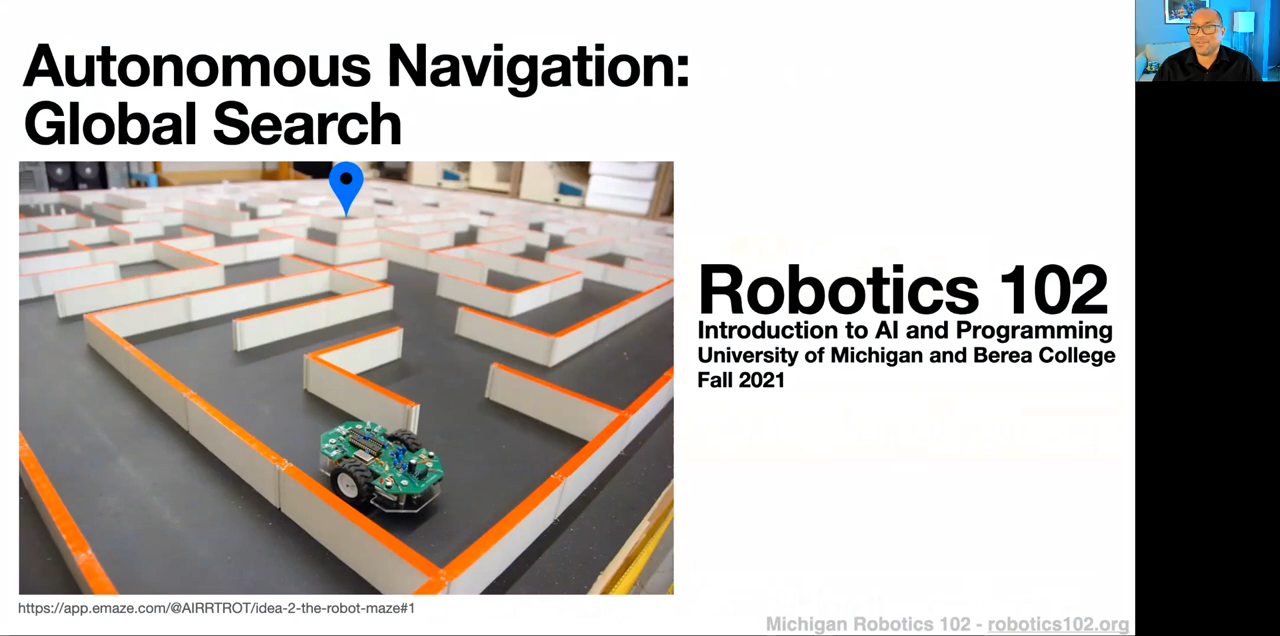 Autonomous Navigation:
Global Search
Robotics 102
Introduction to AI and Programming
University of Michigan and Berea College
Fall 2021
https://app.emaze.com/@AIRRTROT/idea-2-the-robot-maze#1
Michigan Robotics 102 - robotics102.org